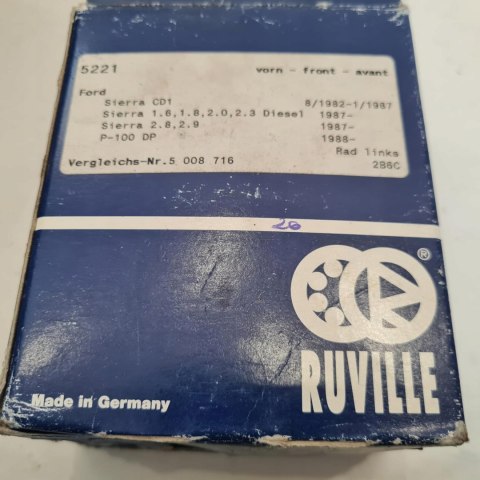 5221 vorn - front - avant
Ford
Sierra CD1 8/1982-1/1987
Sierra 1.6,1.8,2.0,2.3 Diesel 1987-
Sierra 2.8,2.9 1987-
P-100 DP 1988-
Rad links
Vergleichs-Nr.5 008 716 2B6C
26
®
RUVILLE
Made in Germany